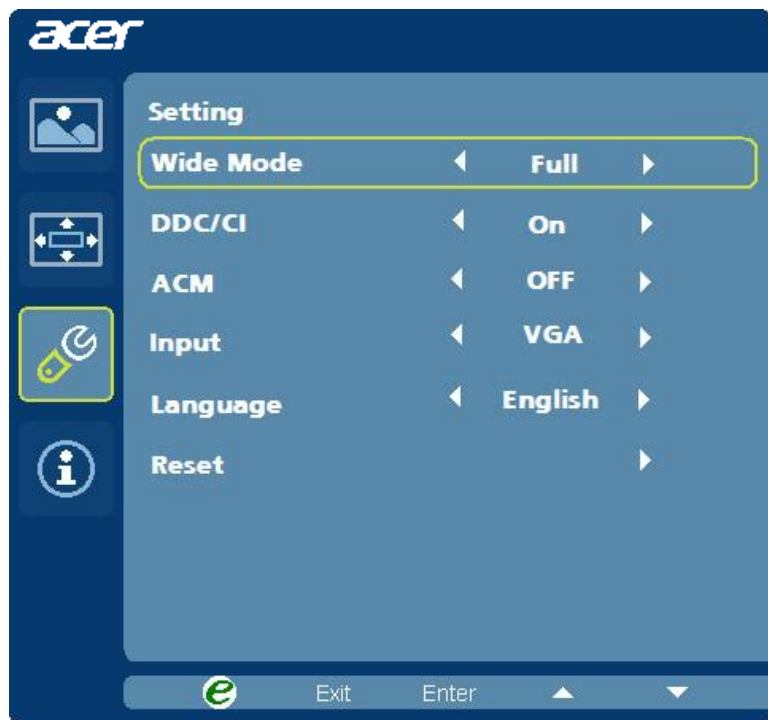 acer
Setting
Wide Mode Full
DDC/CI On
ACM OFF
Input VGA
Language English
Reset
e Exit Enter